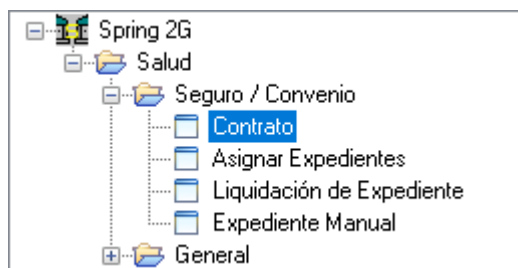 Spring 2G
Salud
Seguro / Convenio
Contrato
Asignar Expedientes
Liquidación de Expediente
Expediente Manual
General